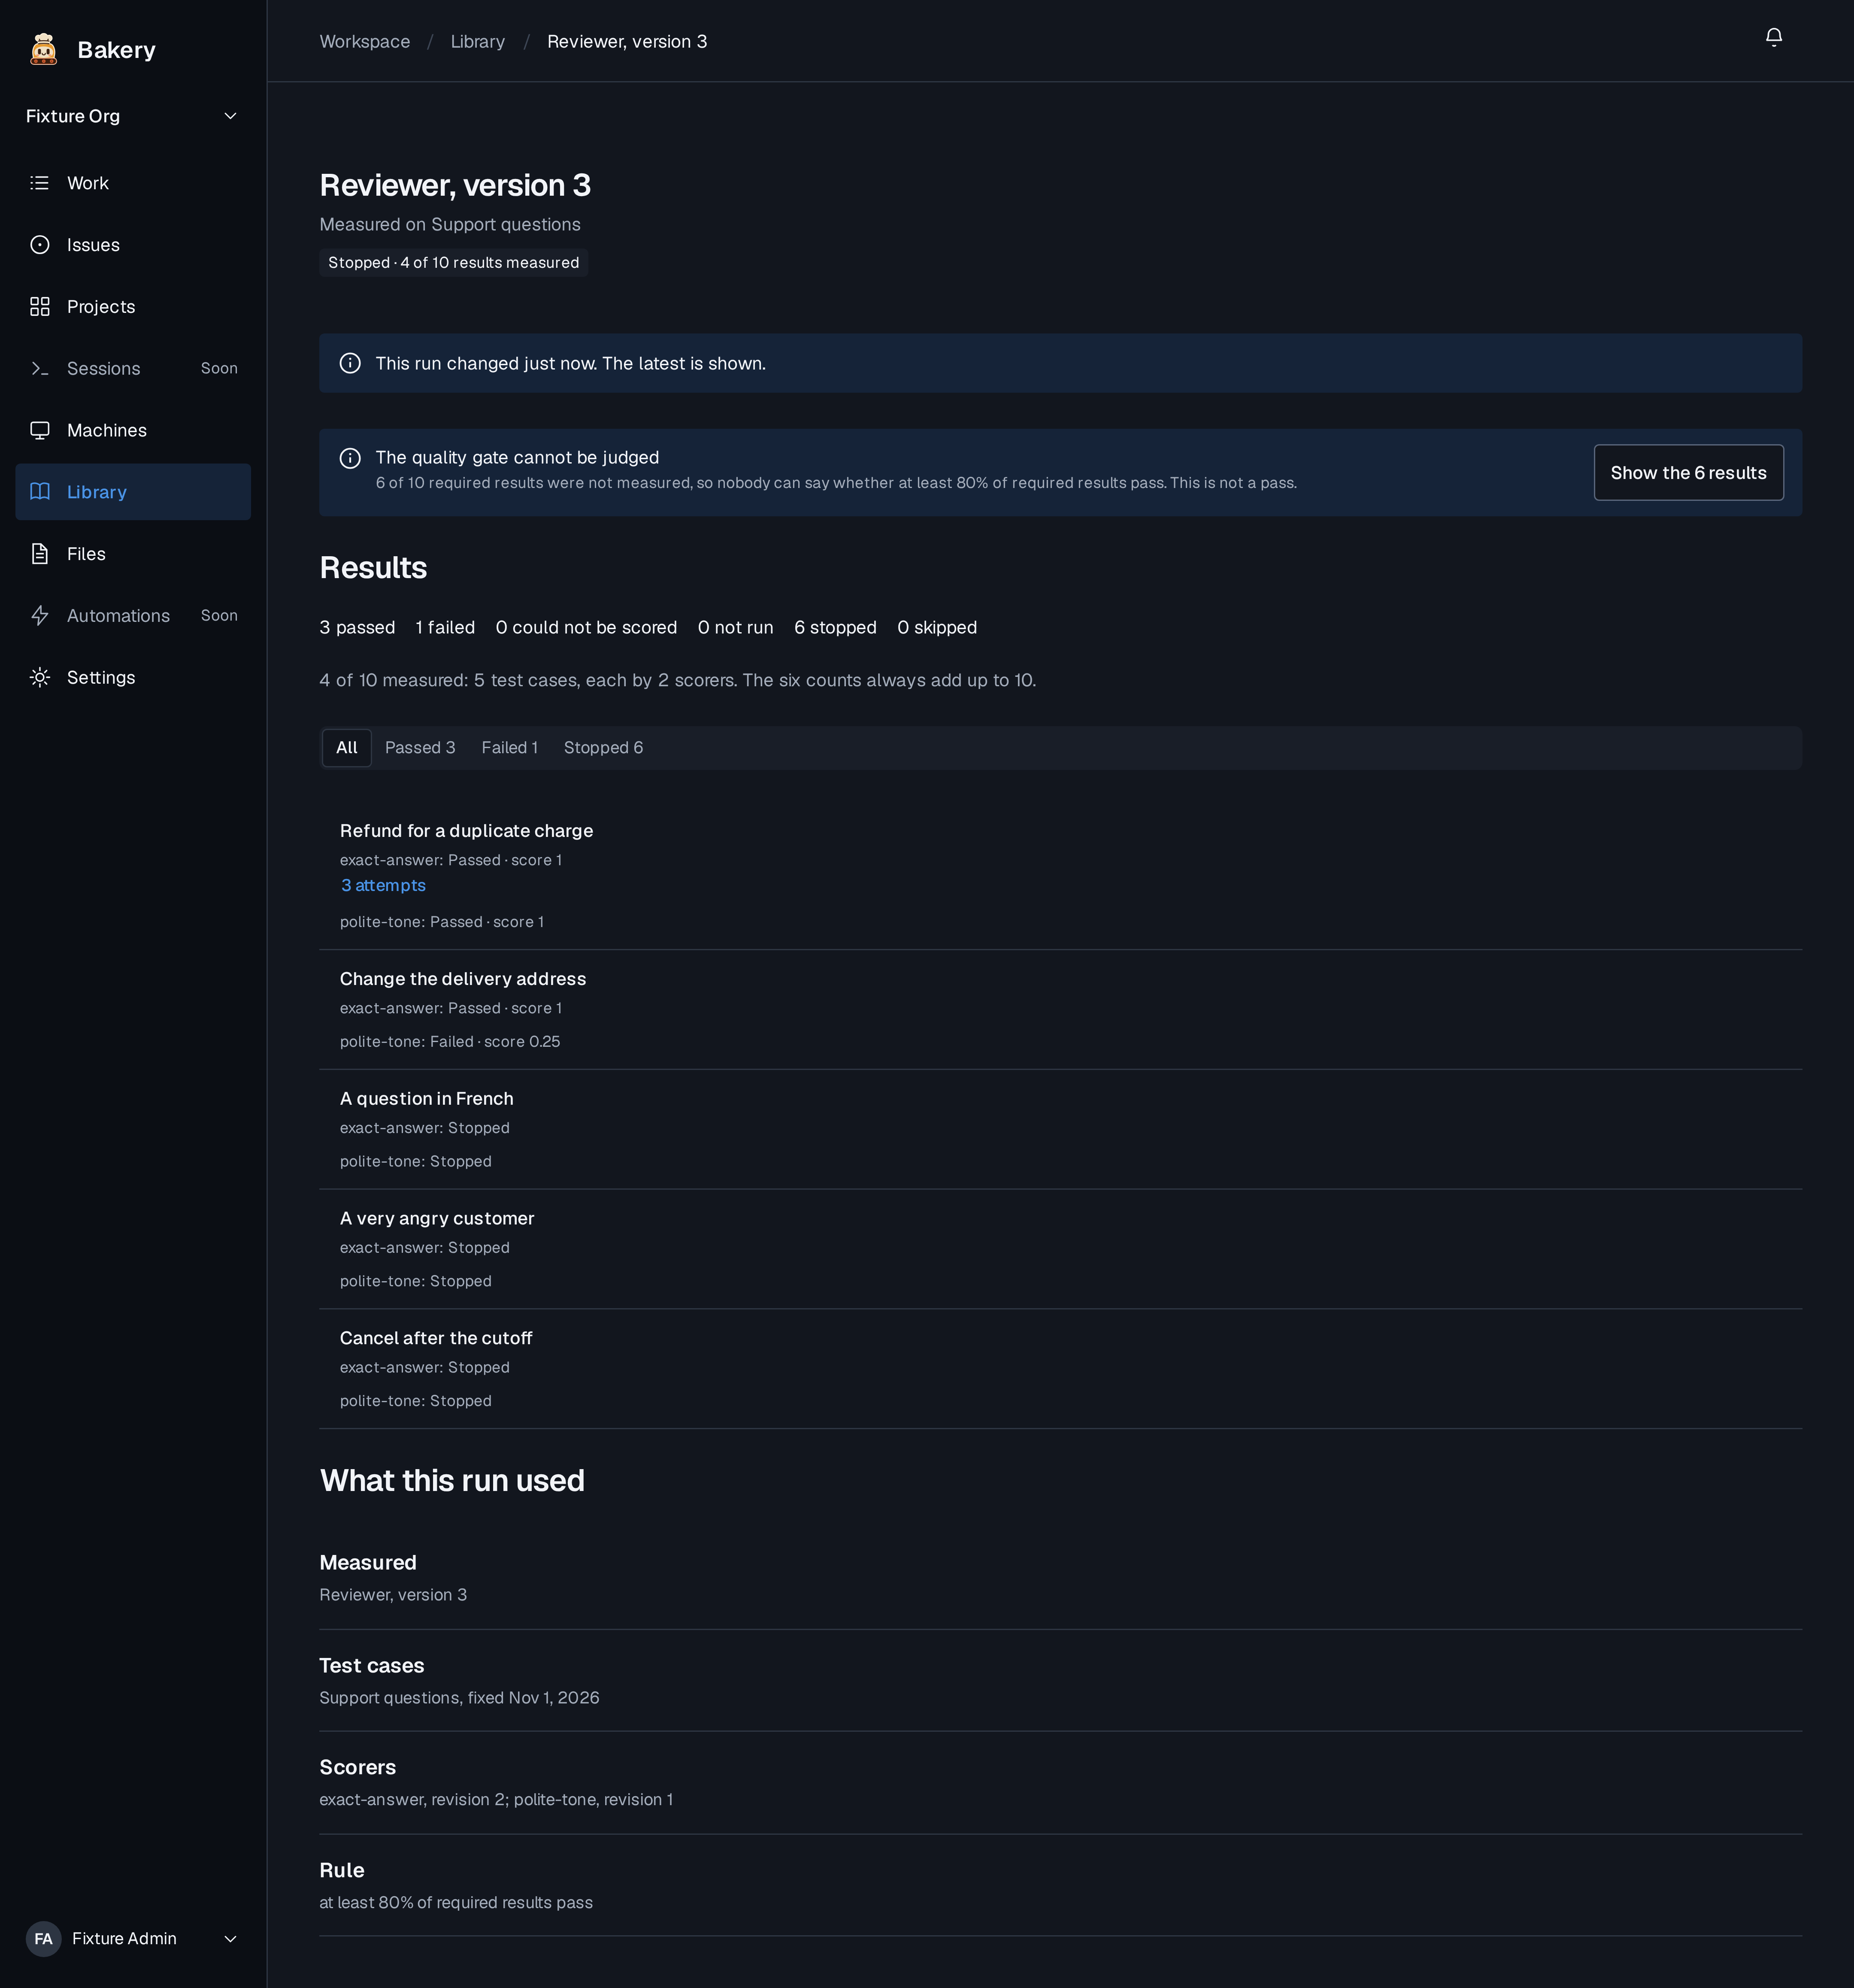 Bakery
Fixture Org
Work
Issues
Projects
Sessions Soon
Machines
Library
Files
Automations Soon
Settings
FA Fixture Admin
Workspace / Library / Reviewer, version 3
Reviewer, version 3
Measured on Support questions
Stopped · 4 of 10 results measured
This run changed just now. The latest is shown.
The quality gate cannot be judged
6 of 10 required results were not measured, so nobody can say whether at least 80% of required results pass. This is not a pass.
Show the 6 results
Results
3 passed 1 failed 0 could not be scored 0 not run 6 stopped 0 skipped
4 of 10 measured: 5 test cases, each by 2 scorers. The six counts always add up to 10.
All Passed 3 Failed 1 Stopped 6
Refund for a duplicate charge
exact-answer: Passed · score 1
3 attempts
polite-tone: Passed · score 1
Change the delivery address
exact-answer: Passed · score 1
polite-tone: Failed · score 0.25
A question in French
exact-answer: Stopped
polite-tone: Stopped
A very angry customer
exact-answer: Stopped
polite-tone: Stopped
Cancel after the cutoff
exact-answer: Stopped
polite-tone: Stopped
What this run used
Measured
Reviewer, version 3
Test cases
Support questions, fixed Nov 1, 2026
Scorers
exact-answer, revision 2; polite-tone, revision 1
Rule
at least 80% of required results pass